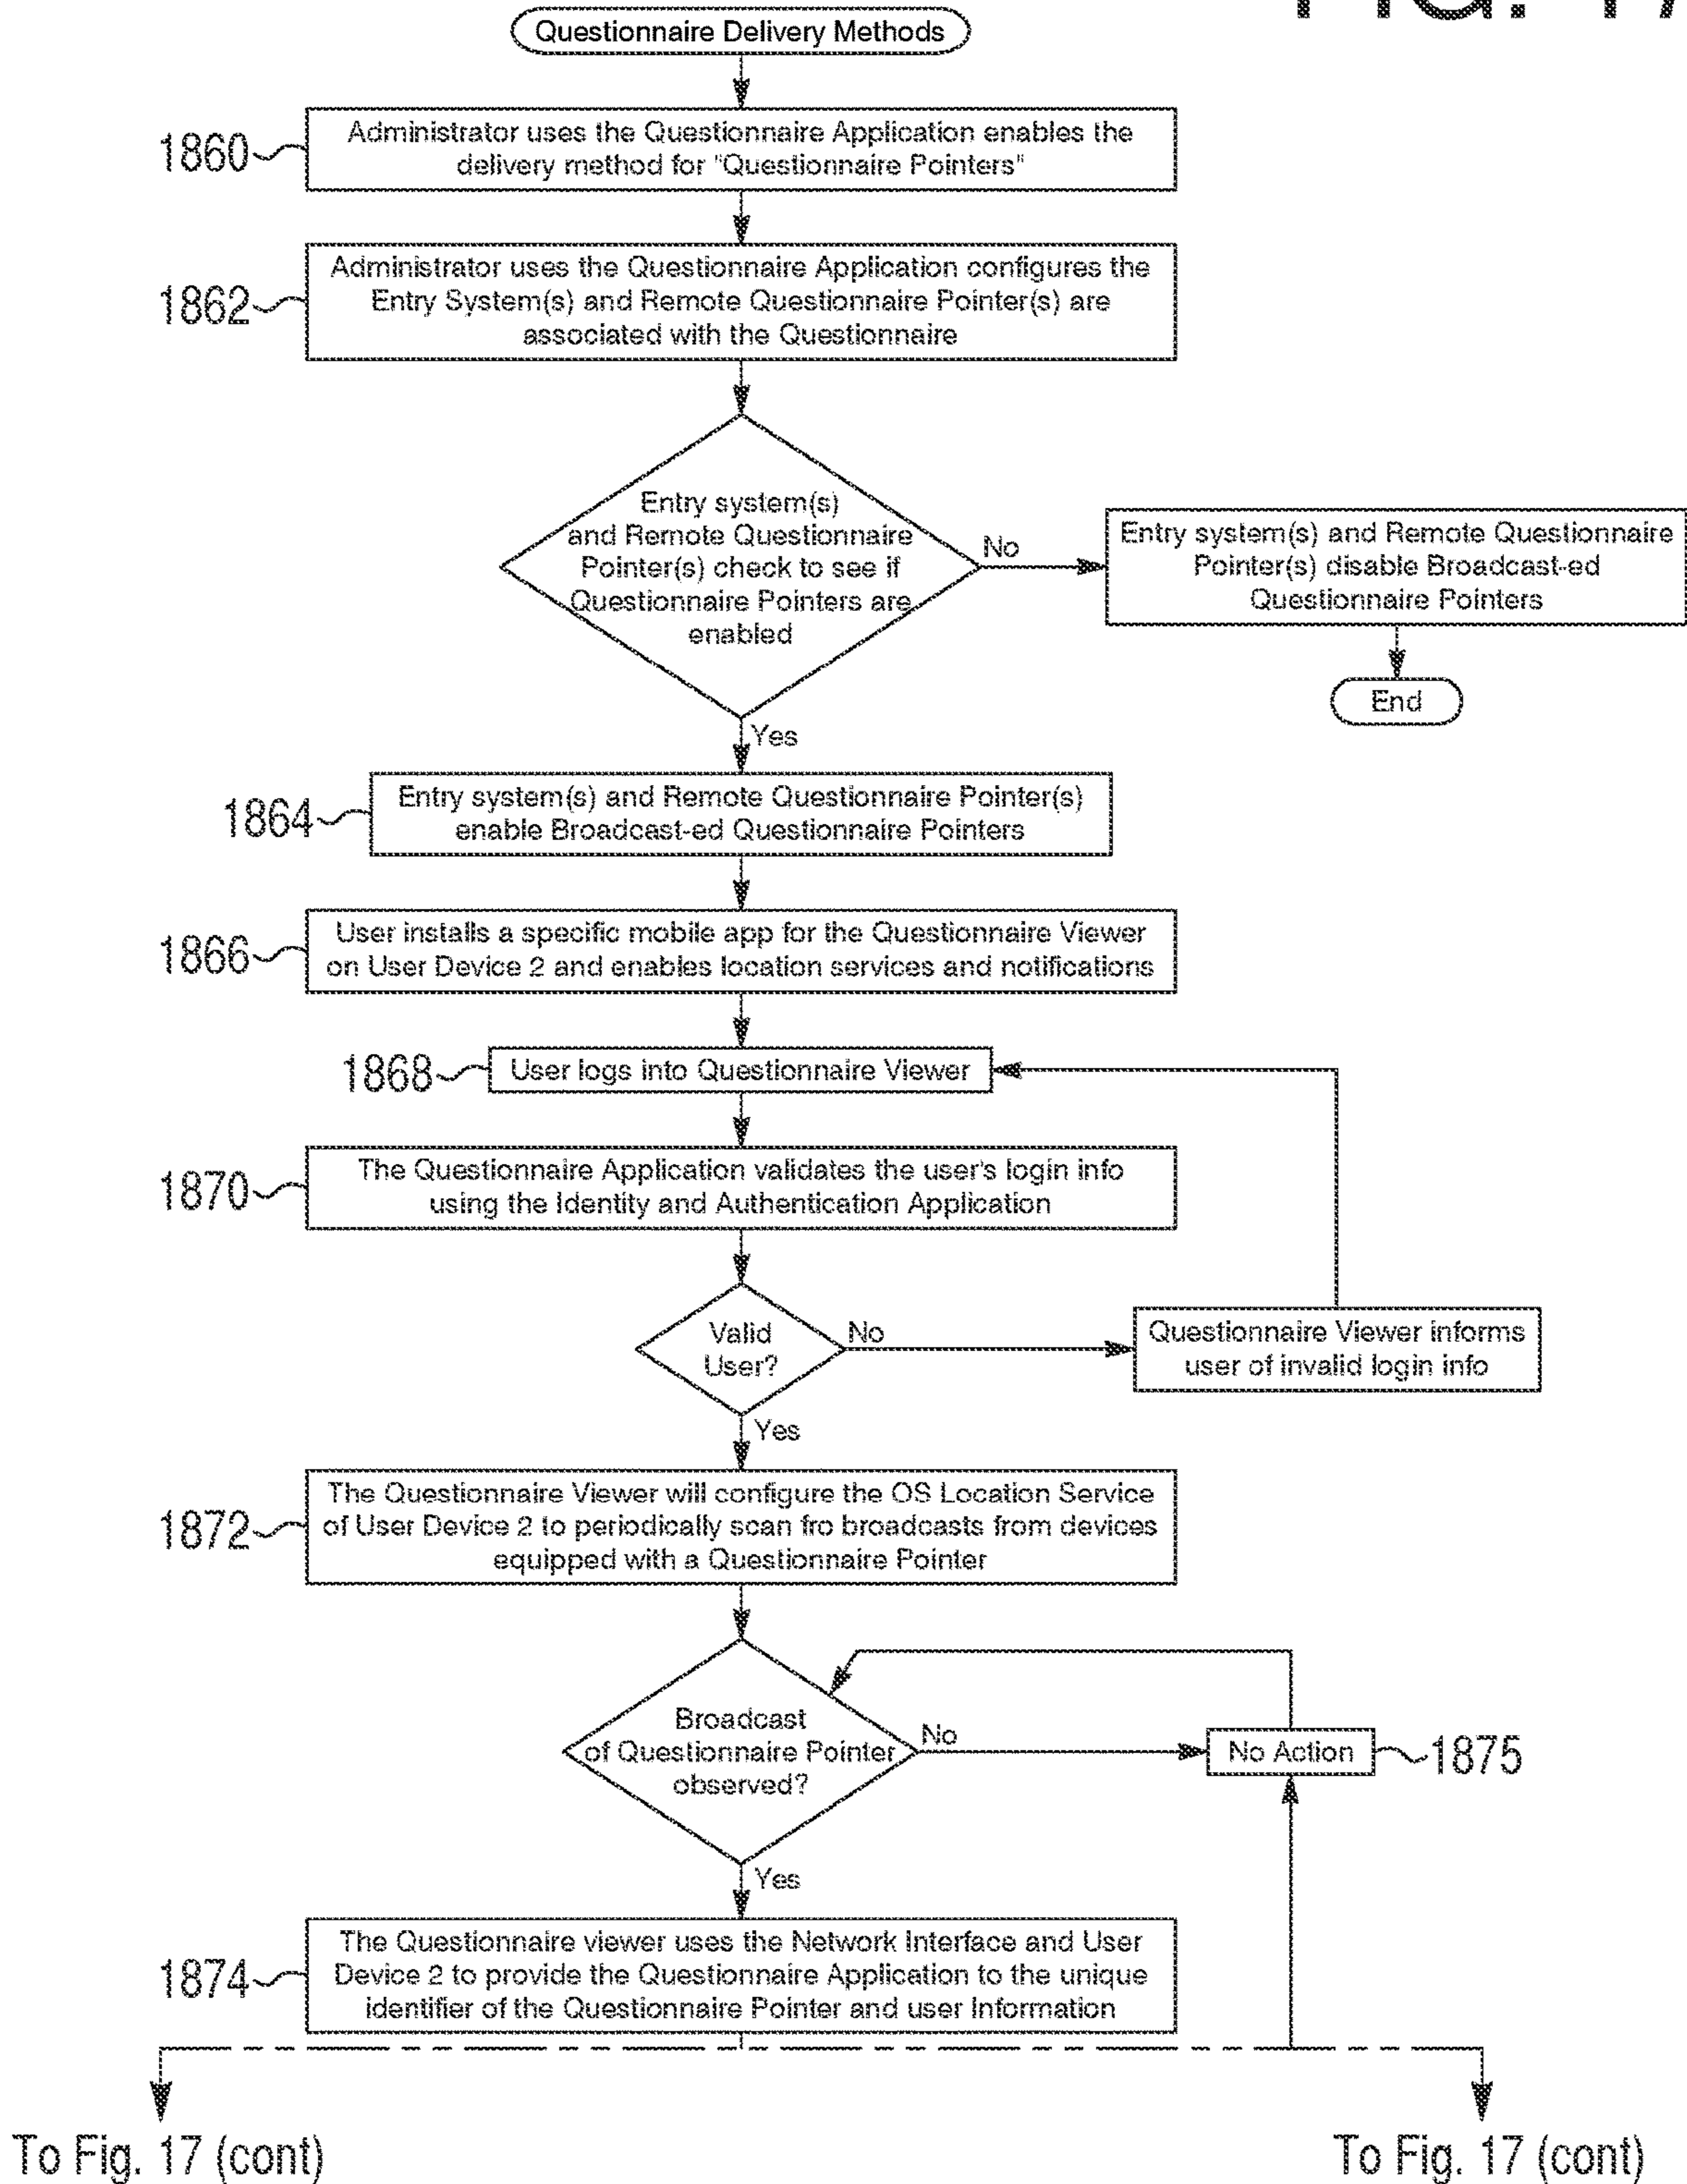 FIG. 17
Questionnaire Delivery Methods
1860
Administrator uses the Questionnaire Application enables the
delivery method for "Questionnaire Pointers"
1862
Administrator uses the Questionnaire Application configures the
Entry System(s) and Remote Questionnaire Pointer(s) are
associated with the Questionnaire
Entry system(s)
and Remote Questionnaire
Pointer(s) check to see if
Questionnaire Pointers are
enabled
No
Entry system(s) and Remote Questionnaire
Pointer(s) disable Broadcast-ed
Questionnaire Pointers
End
Yes
1864
Entry system(s) and Remote Questionnaire Pointer(s)
enable Broadcast-ed Questionnaire Pointers
1866
User installs a specific mobile app for the Questionnaire Viewer
on User Device 2 and enables location services and notifications
1868
User logs into Questionnaire Viewer
1870
The Questionnaire Application validates the user's login info
using the Identity and Authentication Application
Valid
User?
No
Questionnaire Viewer informs
user of invalid login info
Yes
1872
The Questionnaire Viewer will configure the OS Location Service
of User Device 2 to periodically scan fro broadcasts from devices
equipped with a Questionnaire Pointer
Broadcast
of Questionnaire Pointer
observed?
No
No Action
1875
Yes
1874
The Questionnaire viewer uses the Network Interface and User
Device 2 to provide the Questionnaire Application to the unique
identifier of the Questionnaire Pointer and user Information
To Fig. 17 (cont)
To Fig. 17 (cont)